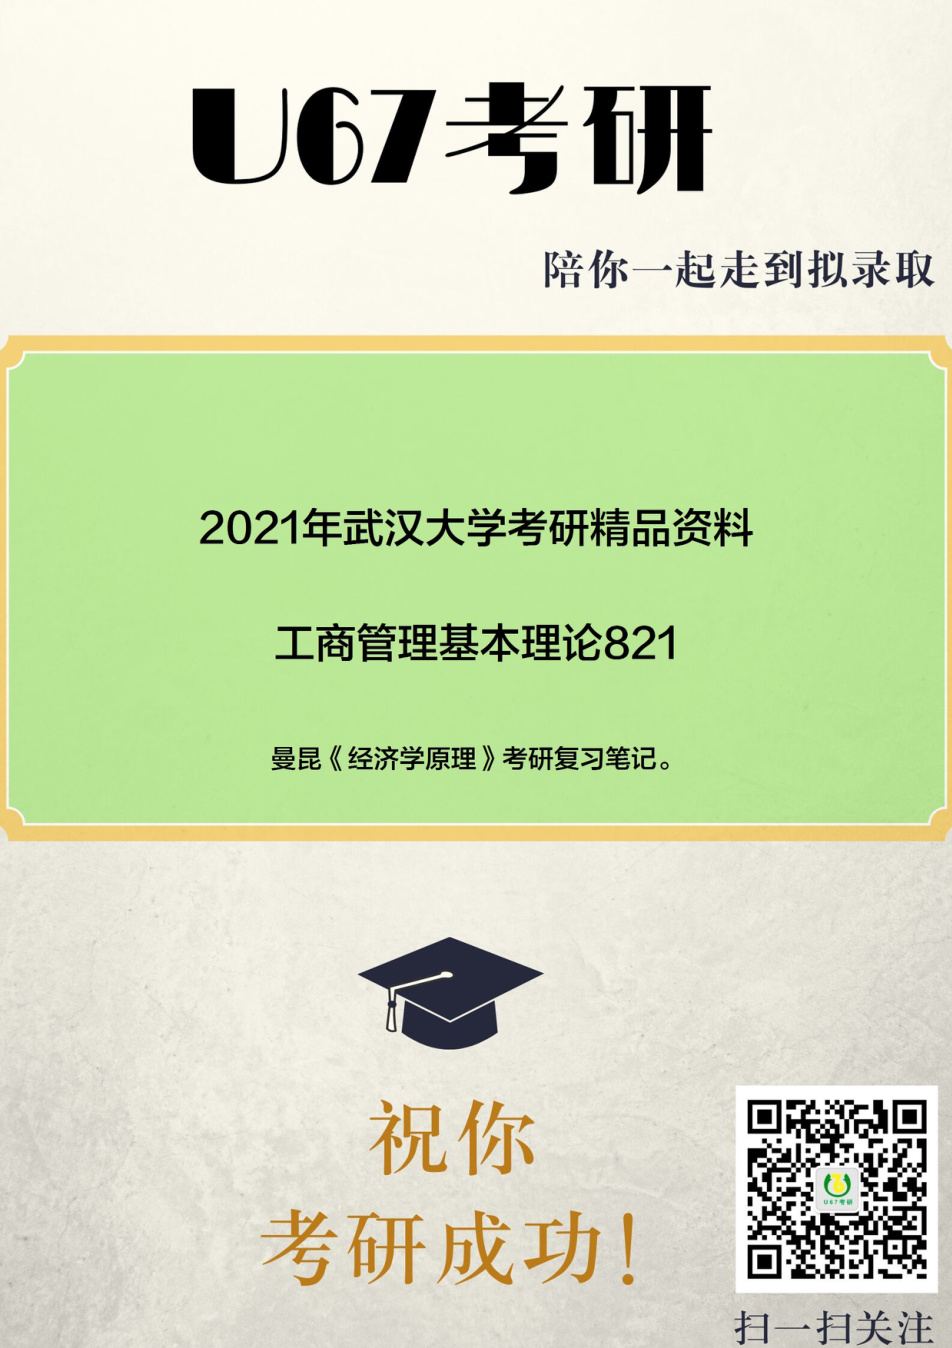 U67考研
陪你一起走到拟录取
2021年武汉大学考研精品资料
工商管理基本理论821
曼昆《经济学原理》考研复习笔记。
祝你
考研成功！
U67考研
扫一扫关注